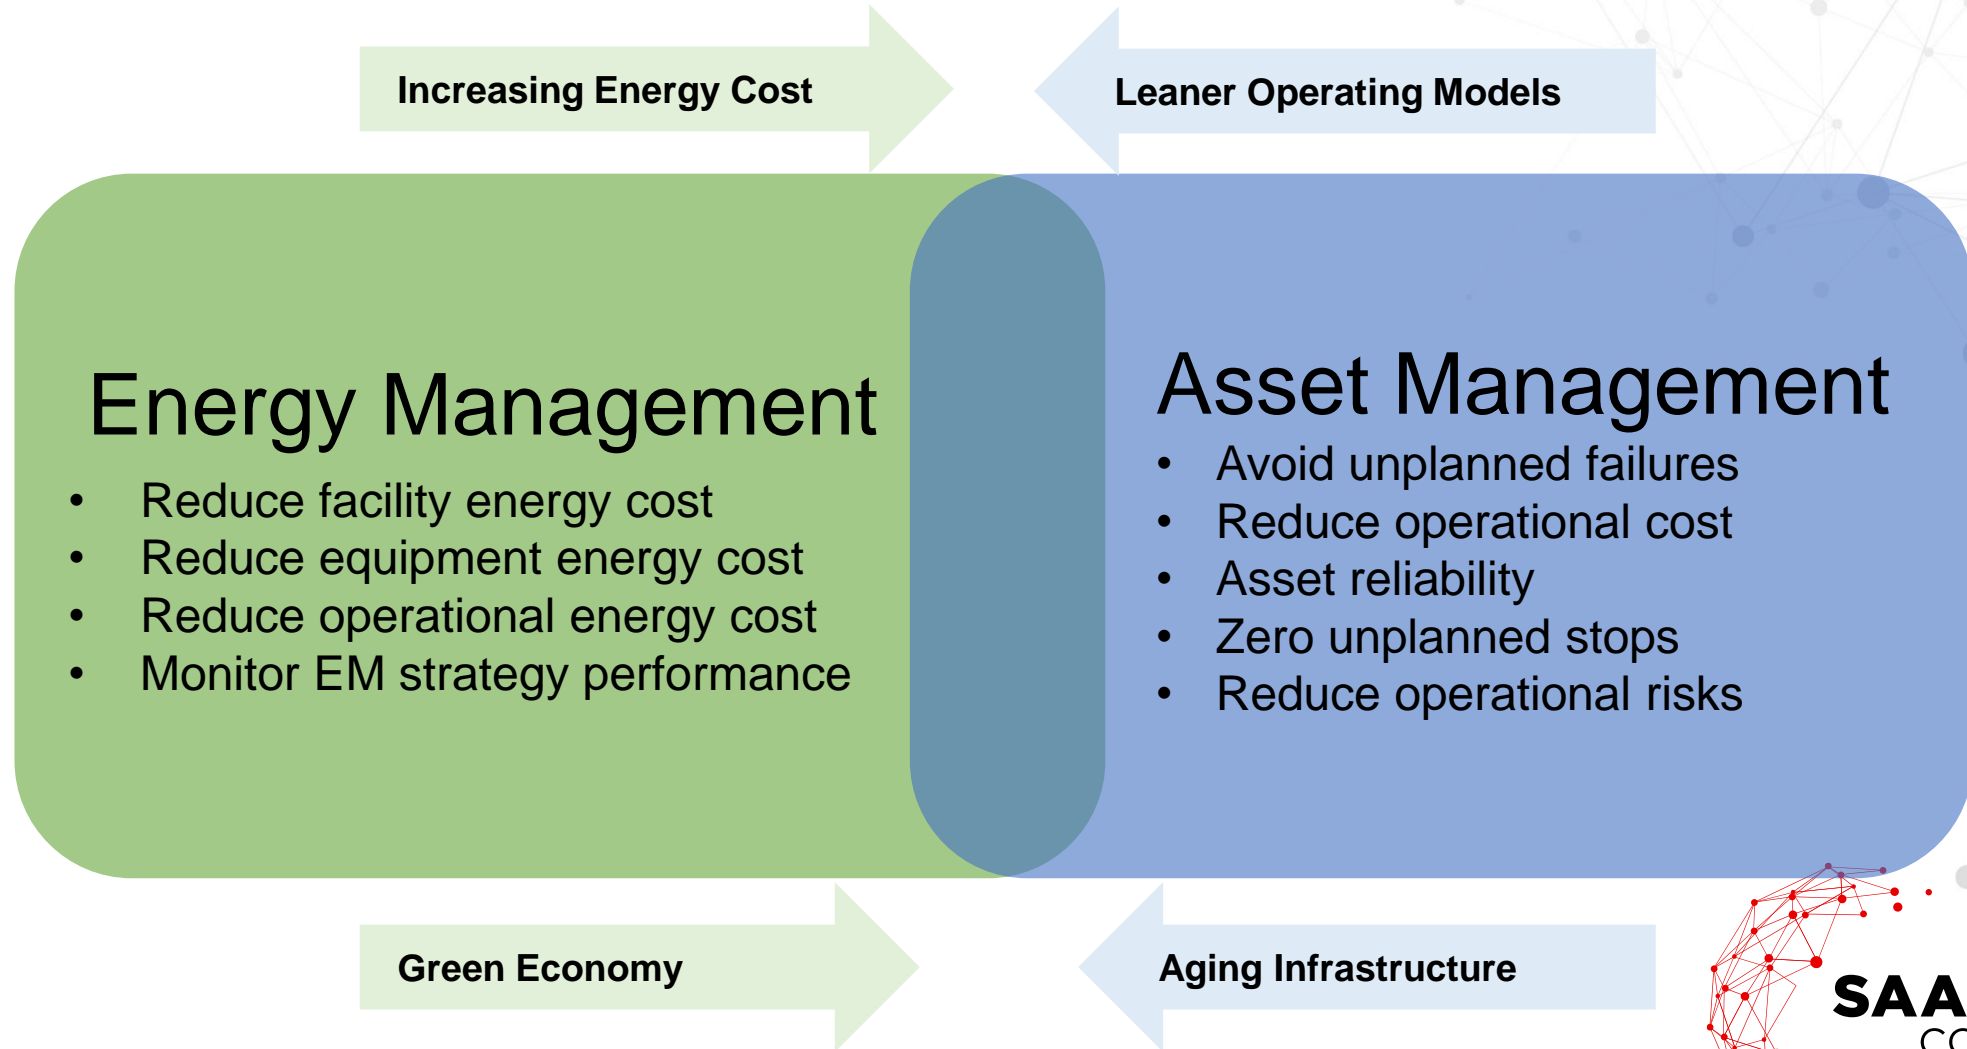 Increasing Energy Cost
Leaner Operating Models
Energy Management
• Reduce facility energy cost
• Reduce equipment energy cost
• Reduce operational energy cost
• Monitor EM strategy performance
Asset Management
• Avoid unplanned failures
• Reduce operational cost
• Asset reliability
• Zero unplanned stops
• Reduce operational risks
Green Economy
Aging Infrastructure